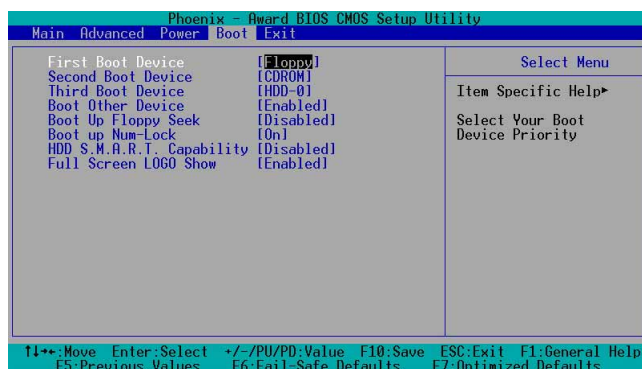 Phoenix - Award BIOS CMOS Setup Utility
Main Advanced Power Boot Exit
First Boot Device [Floppy]
Second Boot Device [CDROM]
Third Boot Device [HDD-0]
Boot Other Device [Enabled]
Boot Up Floppy Seek [Disabled]
Boot up Num-Lock [On]
HDD S.M.A.R.T. Capability [Disabled]
Full Screen LOGO Show [Enabled]
Select Menu
Item Specific Help►
Select Your Boot
Device Priority
↑↓→←:Move Enter:Select +/-/PU/PD:Value F10:Save ESC:Exit F1:General Help
F5:Previous Values F6:Fail-Safe Defaults F7:Optimized Defaults